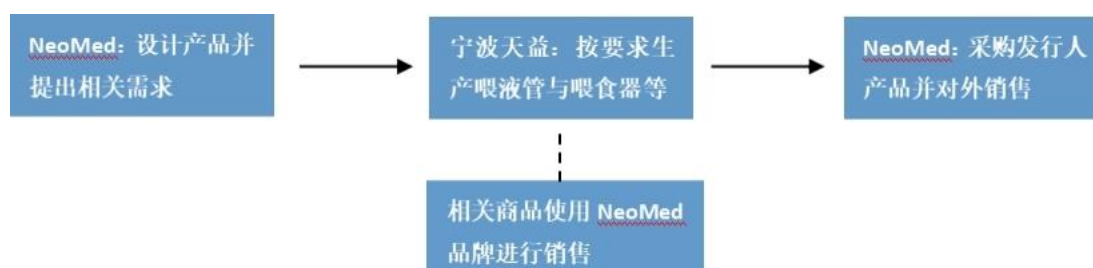 NeoMed：设计产品并
提出相关需求
宁波天益：按要求生
产喂液管与喂食器等
NeoMed：采购发行人
产品并对外销售
相关商品使用 NeoMed
品牌进行销售